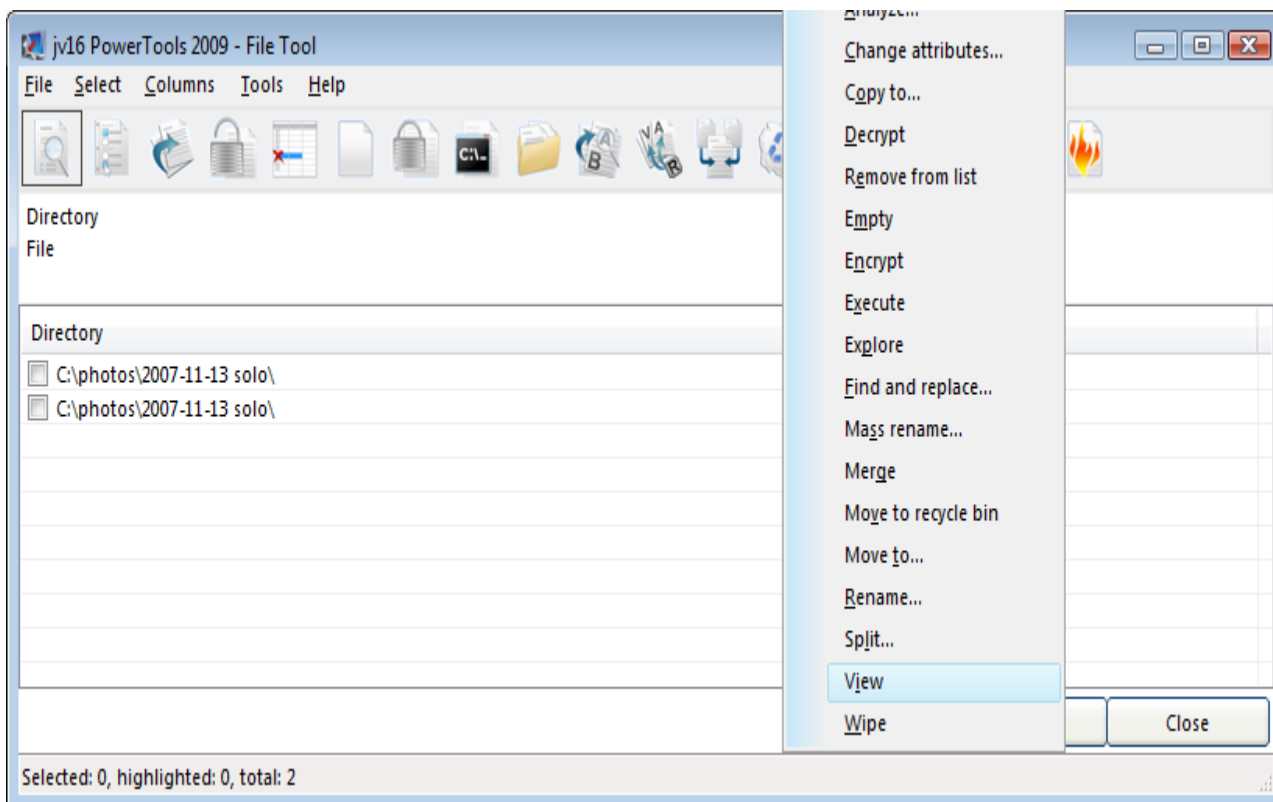 jv16 PowerTools 2009 - File Tool
File Select Columns Tools Help
C:\_
Directory
File
Directory
C:\photos\2007-11-13 solo\
C:\photos\2007-11-13 solo\
Analyze...
Change attributes...
Copy to...
Decrypt
Remove from list
Empty
Encrypt
Execute
Explore
Find and replace...
Mass rename...
Merge
Move to recycle bin
Move to...
Rename...
Split...
View
Wipe
Close
Selected: 0, highlighted: 0, total: 2